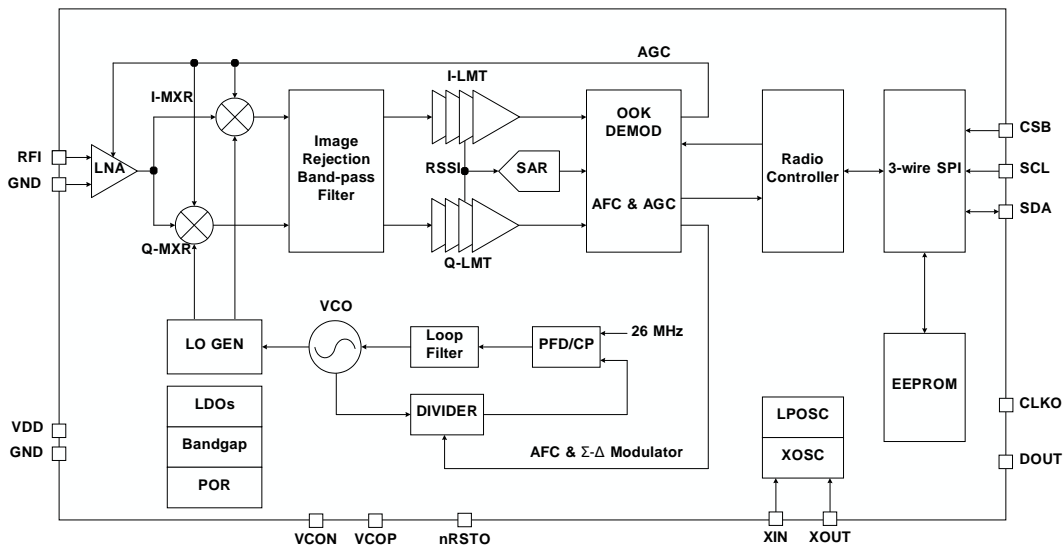 AGC
I-LMT
I-MXR
RFI
GND
LNA
Q-MXR
Image
Rejection
Band-pass
Filter
RSSI
SAR
Q-LMT
OOK
DEMOD
AFC & AGC
Radio
Controller
3-wire SPI
CSB
SCL
SDA
VCO
LO GEN
Loop
Filter
PFD/CP
26 MHz
DIVIDER
AFC & Σ-Δ Modulator
LDOs
Bandgap
POR
VDD
GND
LPOSC
XOSC
EEPROM
CLKO
DOUT
VCON
VCOP
nRSTO
XIN
XOUT